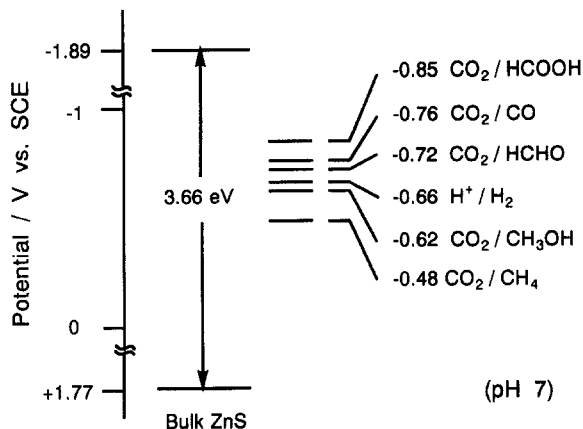 Potential / V vs. SCE
-1.89
-1
0
+1.77
3.66 eV
Bulk ZnS
-0.85 CO₂ / HCOOH
-0.76 CO₂ / CO
-0.72 CO₂ / HCHO
-0.66 H⁺ / H₂
-0.62 CO₂ / CH₃OH
-0.48 CO₂ / CH₄
(pH 7)